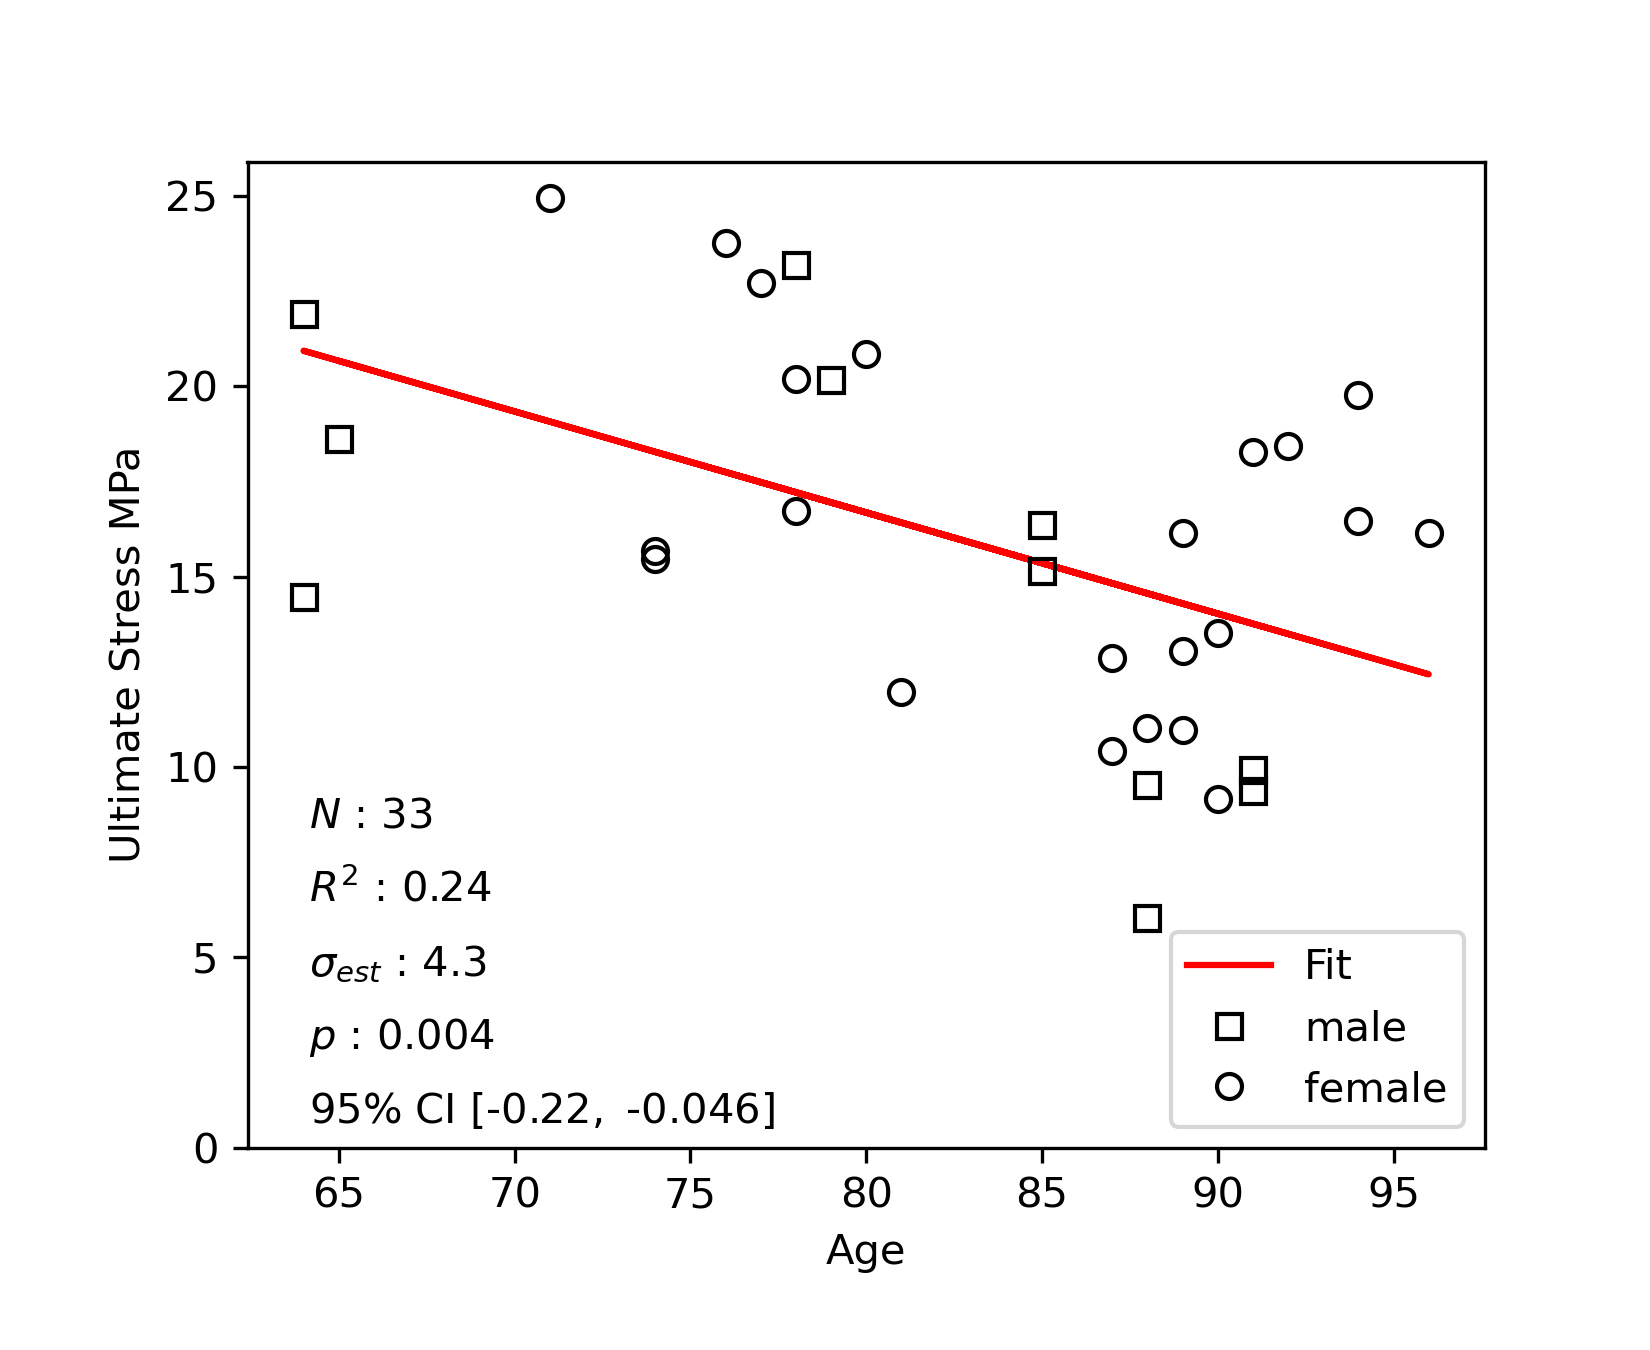 25
20
15
10
5
0
Ultimate Stress MPa
N : 33
R² : 0.24
σₑₛₜ : 4.3
p : 0.004
95% CI [-0.22, -0.046]
Fit
male
female
65 70 75 80 85 90 95
Age